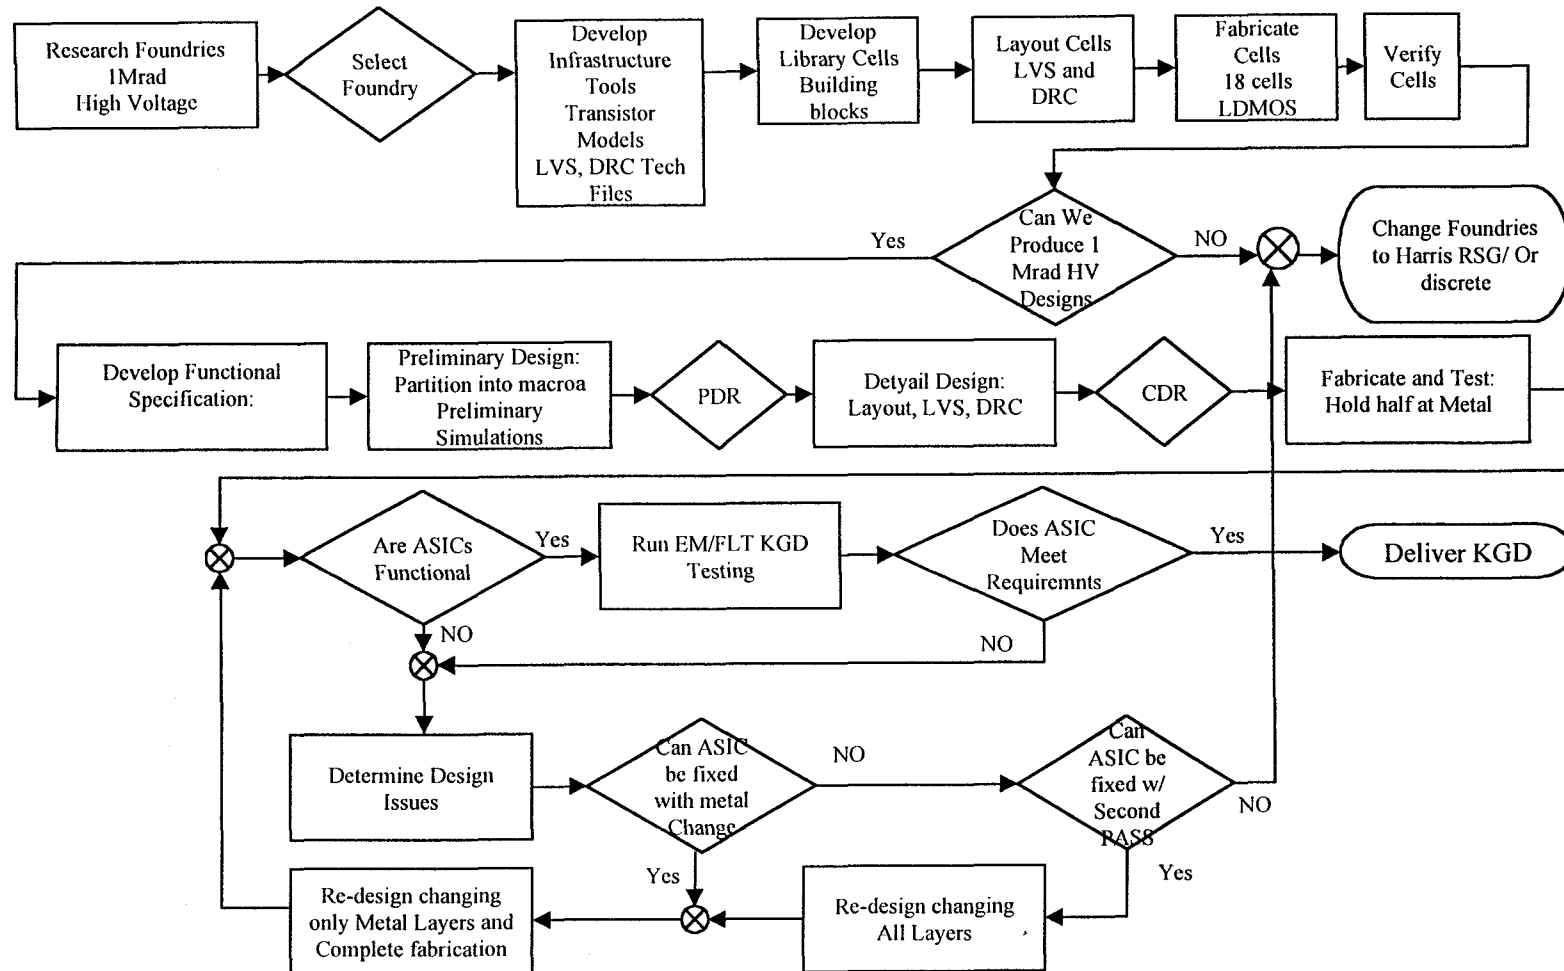 Research Foundries
1Mrad
High Voltage
Select
Foundry
Develop
Infrastructure
Tools
Transistor
Models
LVS, DRC Tech
Files
Develop
Library Cells
Building
blocks
Layout Cells
LVS and
DRC
Fabricate
Cells
18 cells
LDMOS
Verify
Cells
Can We
Produce 1
Mrad HV
Designs
Yes
NO
Change Foundries
to Harris RSG/ Or
discrete
Develop Functional
Specification:
Preliminary Design:
Partition into macroa
Preliminary
Simulations
PDR
Detyail Design:
Layout, LVS, DRC
CDR
Fabricate and Test:
Hold half at Metal
Are ASICs
Functional
Yes
NO
Run EM/FLT KGD
Testing
Does ASIC
Meet
Requiremnts
Yes
NO
Deliver KGD
Determine Design
Issues
Can ASIC
be fixed
with metal
Change
NO
Yes
Can
ASIC be
fixed w/
Second
PASS
NO
Yes
Re-design changing
only Metal Layers and
Complete fabrication
Re-design changing
All Layers